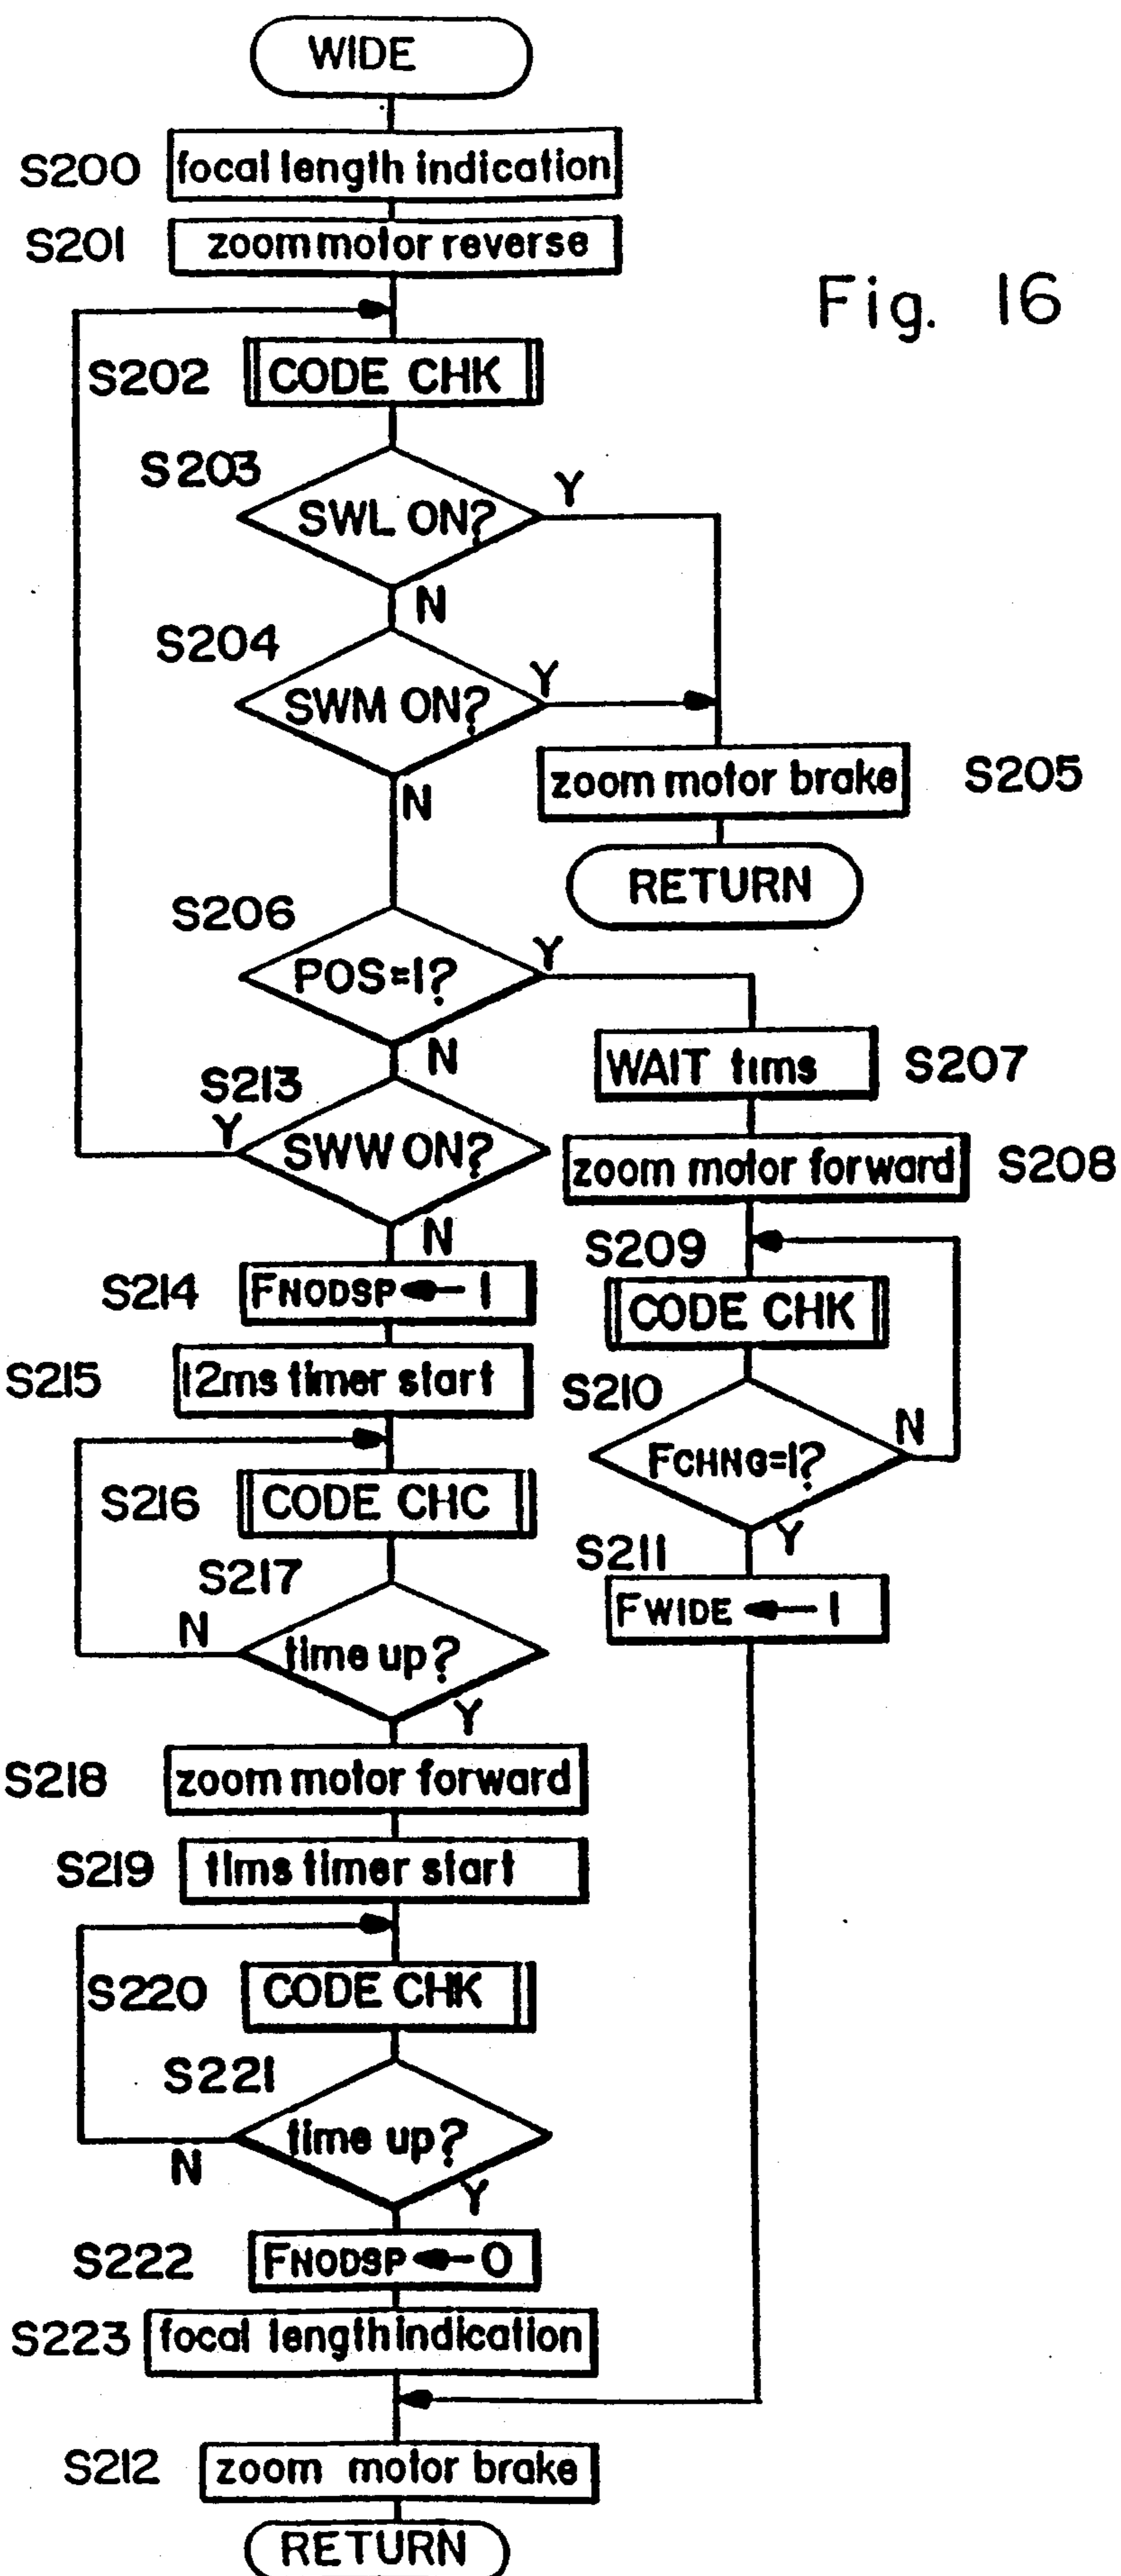 WIDE
S200 focal length indication
S201 zoom motor reverse
Fig. 16
S202 CODE CHK
S203
SWL ON? Y
N
S204
SWM ON? Y
N
zoom motor brake S205
RETURN
S206
POS=1? Y
N
WAIT t1ms S207
S213
Y SWW ON?
N
zoom motor forward S208
S209
CODE CHK
S214 FNODSP ← 1
S215 t2ms timer start
S210
FCHNG=1? N
Y
S216 CODE CHC
S211
FWIDE ← 1
S217
N time up?
Y
S218 zoom motor forward
S219 t1ms timer start
S220 CODE CHK
S221
time up?
N
Y
S222 FNODSP ← 0
S223 focal length indication
S212 zoom motor brake
RETURN